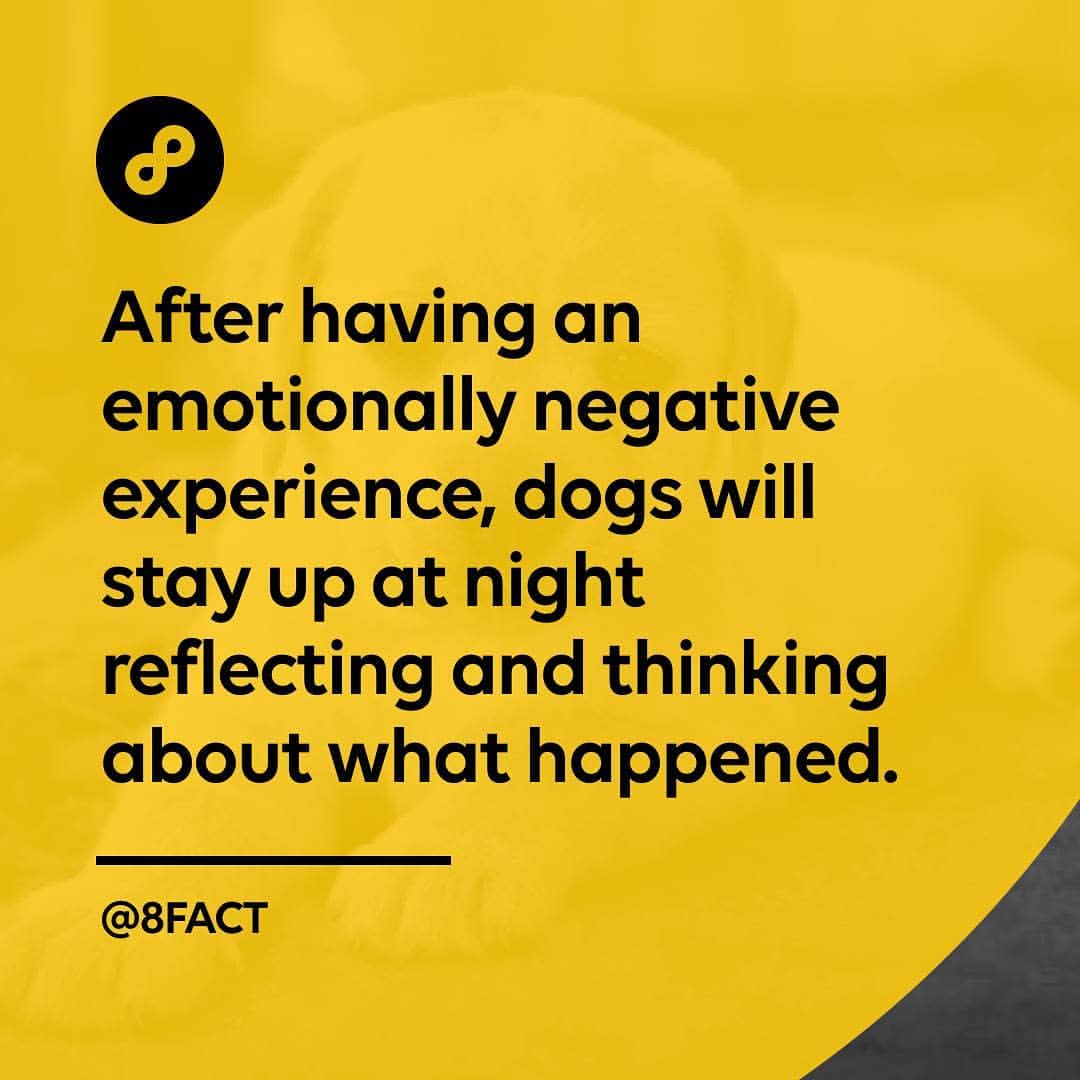 After having an
emotionally negative
experience, dogs will
stay up at night
reflecting and thinking
about what happened.
@8FACT